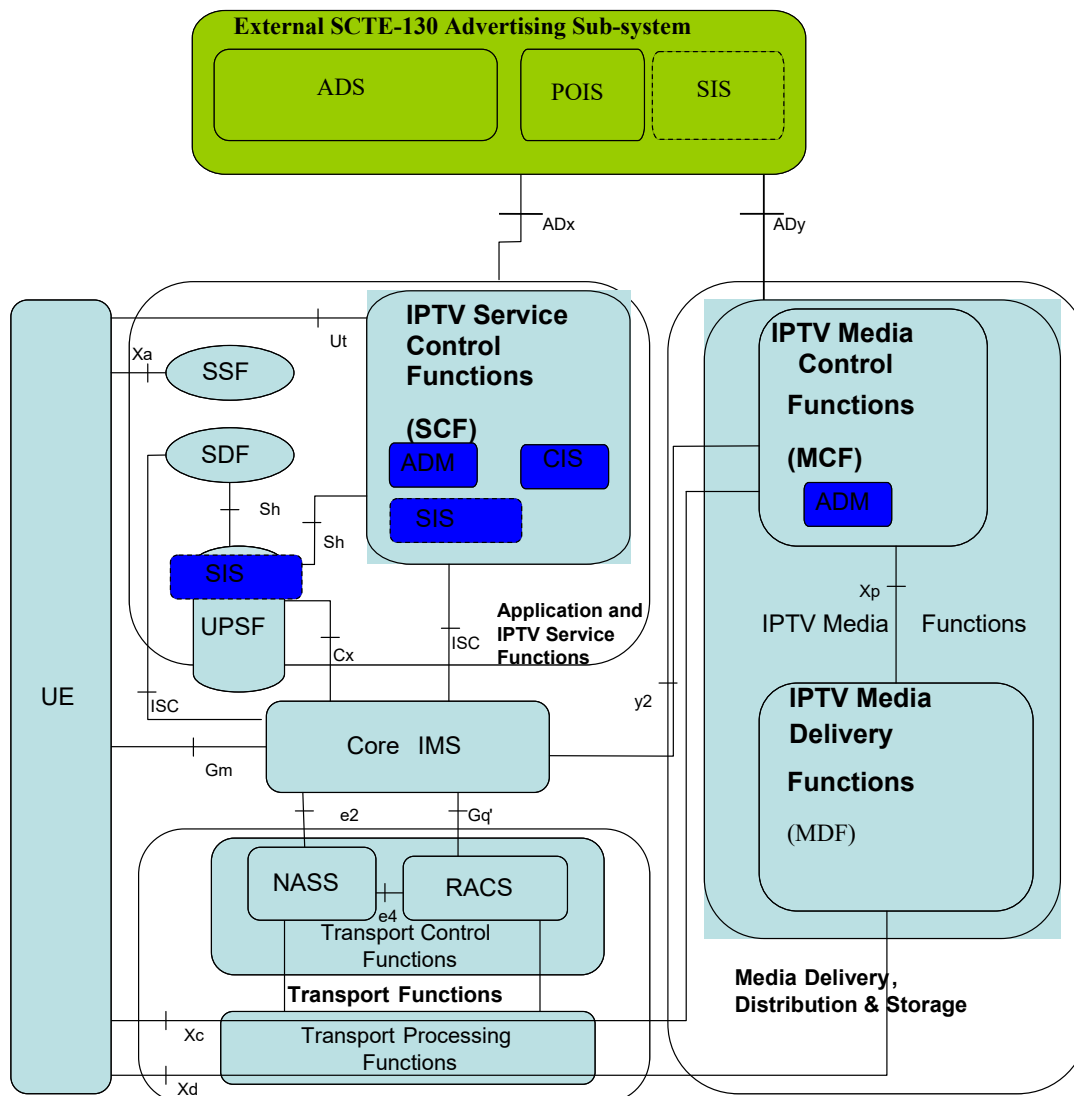 External SCTE-130 Advertising Sub-system
ADS
POIS
SIS
ADx
ADy
Ut
Xa
SSF
SDF
Sh
Sh
SIS
UPSF
IPTV Service
Control
Functions
(SCF)
ADM
CIS
SIS
Application and
IPTV Service
Functions
ISC
Cx
ISC
UE
Gm
Core IMS
y2
e2
Gq'
NASS
e4
RACS
Transport Control
Functions
Transport Functions
Transport Processing
Functions
Xc
Xd
IPTV Media
Control
Functions
(MCF)
ADM
Xp
IPTV Media Functions
IPTV Media
Delivery
Functions
(MDF)
Media Delivery,
Distribution & Storage